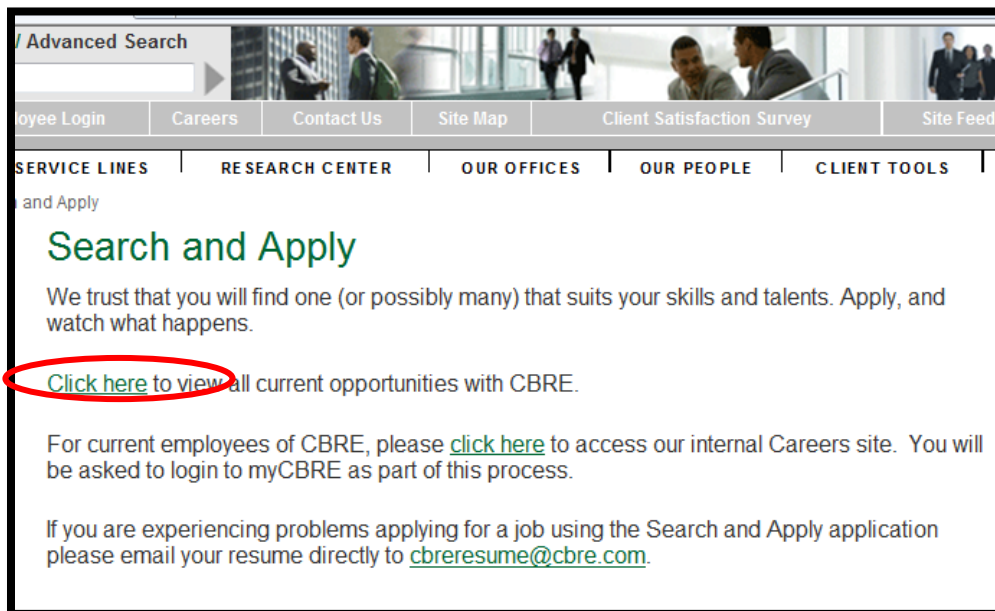 / Advanced Search
loyee Login Careers Contact Us Site Map Client Satisfaction Survey Site Feed
SERVICE LINES RESEARCH CENTER OUR OFFICES OUR PEOPLE CLIENT TOOLS
and Apply
Search and Apply
We trust that you will find one (or possibly many) that suits your skills and talents. Apply, and
watch what happens.
Click here to view all current opportunities with CBRE.
For current employees of CBRE, please click here to access our internal Careers site. You will
be asked to login to myCBRE as part of this process.
If you are experiencing problems applying for a job using the Search and Apply application
please email your resume directly to cbreresume@cbre.com.